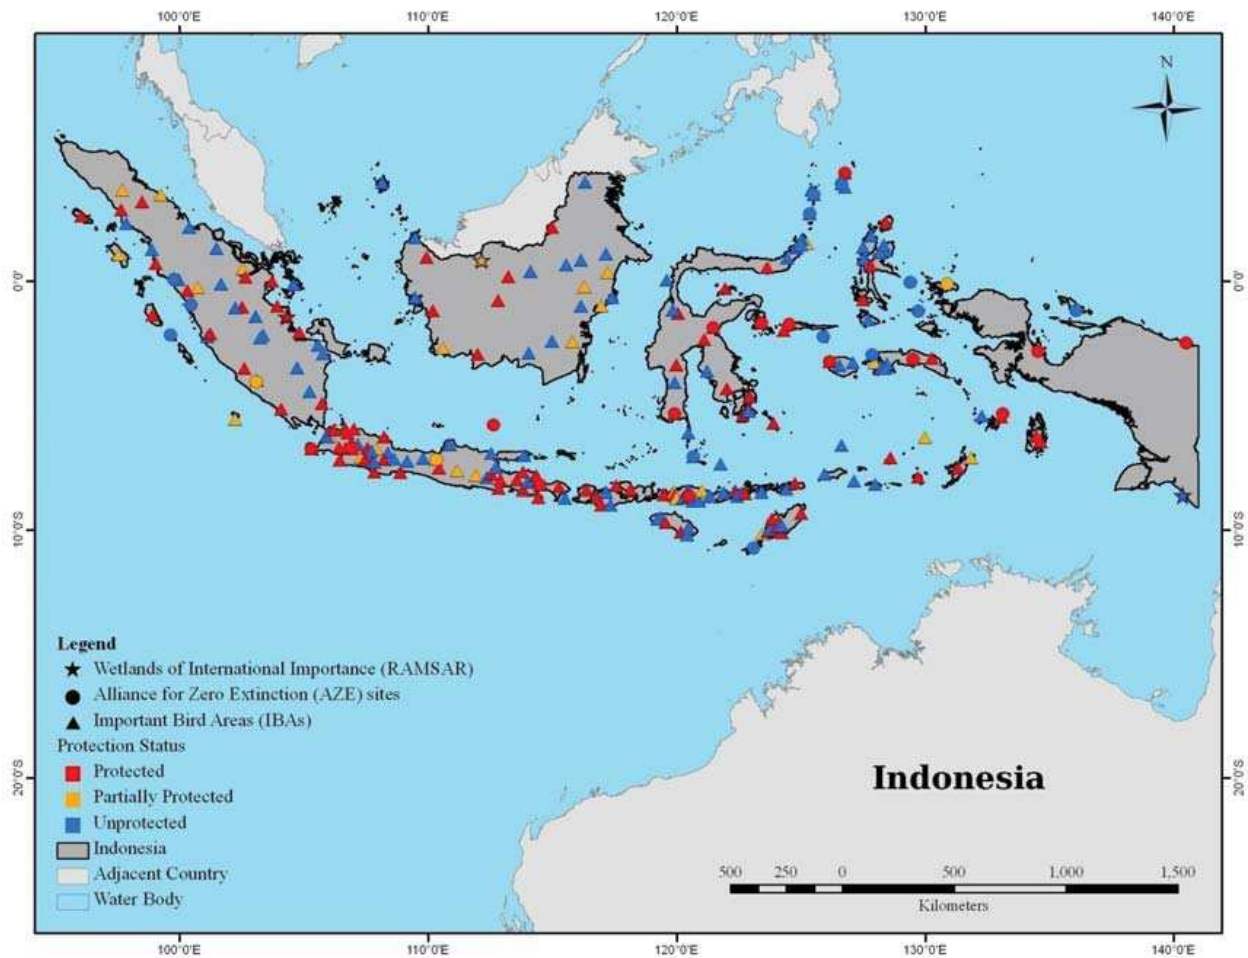 100°0'E 110°0'E 120°0'E 130°0'E 140°0'E
N
0°0' 0°0'
10°0'S 10°0'S
Legend
Wetlands of International Importance (RAMSAR)
Alliance for Zero Extinction (AZE) sites
Important Bird Areas (IBAs)
Protection Status
Protected
Partially Protected
Unprotected
Indonesia
Adjacent Country
Water Body
20°0'S 20°0'S
Indonesia
500 250 0 500 1,000 1,500
Kilometers
100°0'E 110°0'E 120°0'E 130°0'E 140°0'E